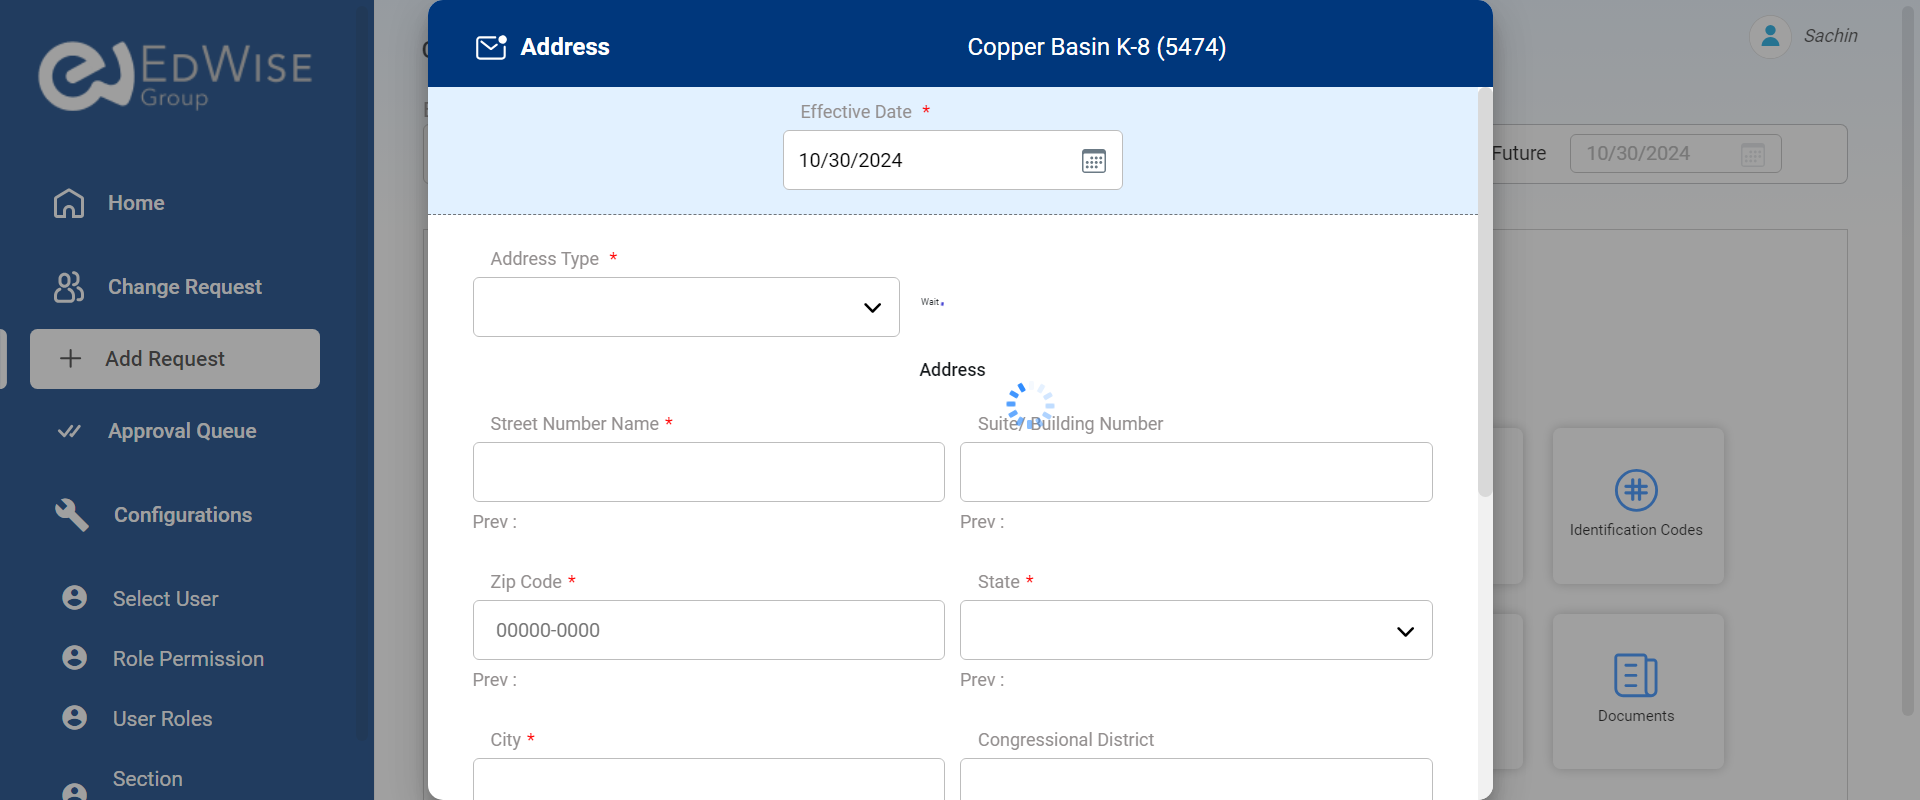 EDWISE
Group
Home
Change Request
Add Request
Approval Queue
Configurations
Select User
Role Permission
User Roles
Section
Address
Copper Basin K-8 (5474)
Sachin
Effective Date *
10/30/2024
Future
10/30/2024
Address Type *
Wait.
Address
Street Number Name *
Suite/ Building Number
Prev :
Prev :
Zip Code *
State *
00000-0000
Prev :
Prev :
City *
Congressional District
Identification Codes
Documents